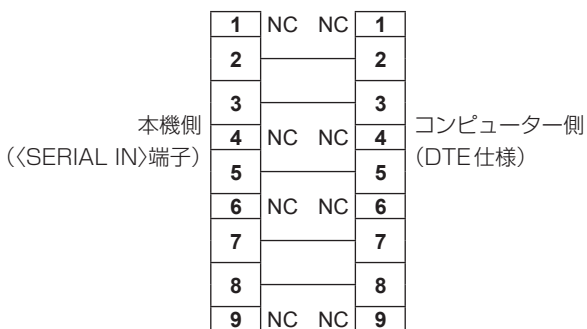 1 NC NC 1
2 2
3 3
本機側
(〈SERIAL IN〉端子)
4 NC NC 4
コンピューター側
(DTE仕様)
5 5
6 NC NC 6
7 7
8 8
9 NC NC 9